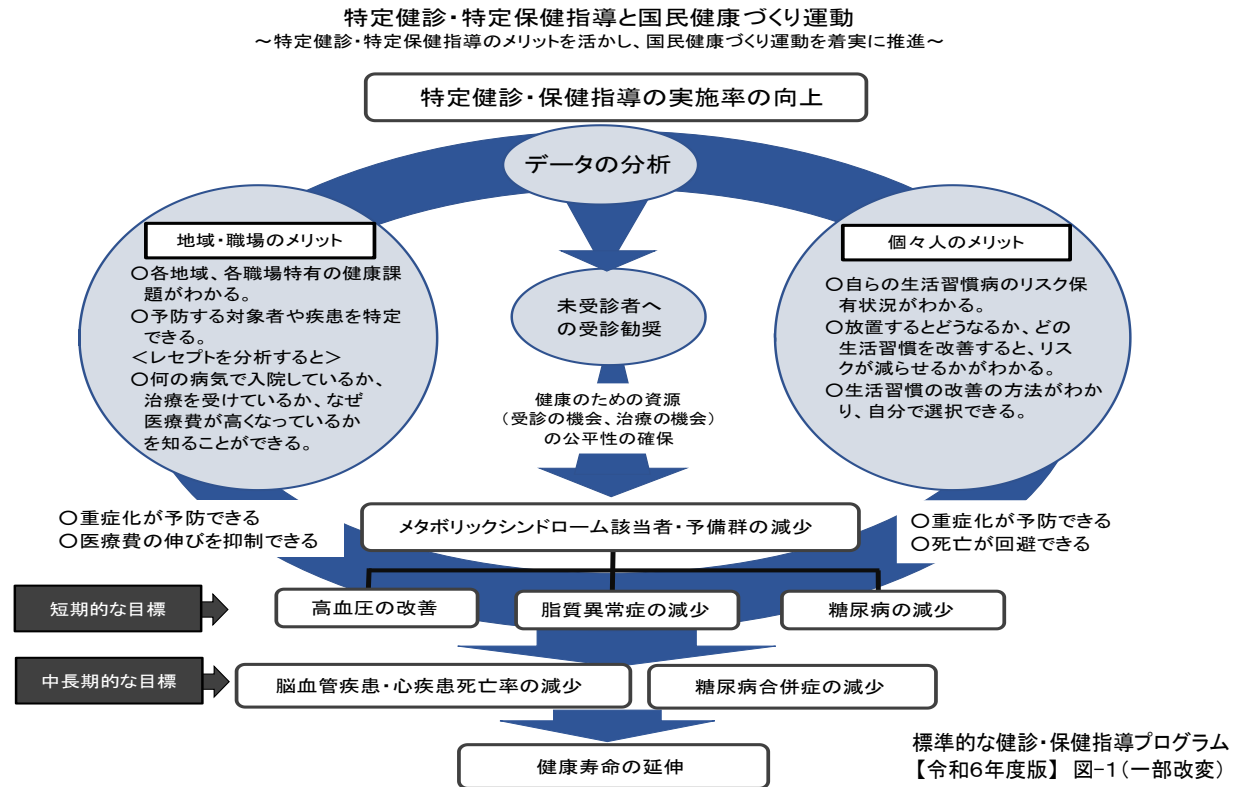 特定健診・特定保健指導と国民健康づくり運動
～特定健診・特定保健指導のメリットを活かし、国民健康づくり運動を着実に推進～
特定健診・保健指導の実施率の向上
データの分析
地域・職場のメリット
〇各地域、各職場特有の健康課
題がわかる。
〇予防する対象者や疾患を特定
できる。
＜レセプトを分析すると＞
〇何の病気で入院しているか、
治療を受けているか、なぜ
医療費が高くなっているか
を知ることができる。
未受診者へ
の受診勧奨
個々人のメリット
〇自らの生活習慣病のリスク保
有状況がわかる。
〇放置するとどうなるか、どの
生活習慣を改善すると、リス
クが減らせるかがわかる。
〇生活習慣の改善の方法がわか
り、自分で選択できる。
健康のための資源
（受診の機会、治療の機会）
の公平性の確保
〇重症化が予防できる
〇医療費の伸びを抑制できる
メタボリックシンドローム該当者・予備群の減少
〇重症化が予防できる
〇死亡が回避できる
短期的な目標
高血圧の改善
脂質異常症の減少
糖尿病の減少
中長期的な目標
脳血管疾患・心疾患死亡率の減少
糖尿病合併症の減少
健康寿命の延伸
標準的な健診・保健指導プログラム
【令和6年度版】 図-1（一部改変）